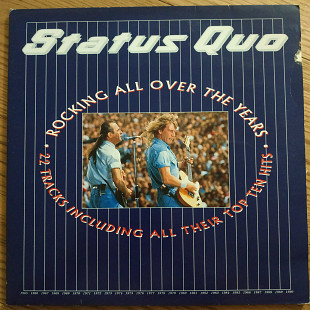 Status Quo
• ROCKING ALL OVER THE YEARS •
22 TRACKS INCLUDING ALL THEIR TOP TEN HITS